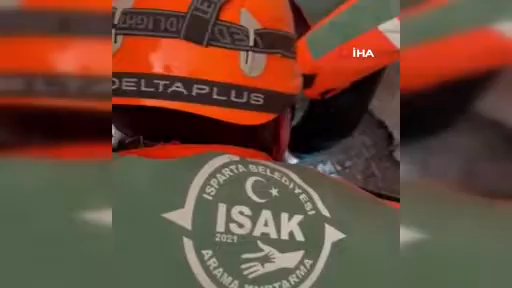 İHA
DELTAPLUS
ISPARTA BELEDİYESİ
ISAK
2021
ARAMA KURTARMA